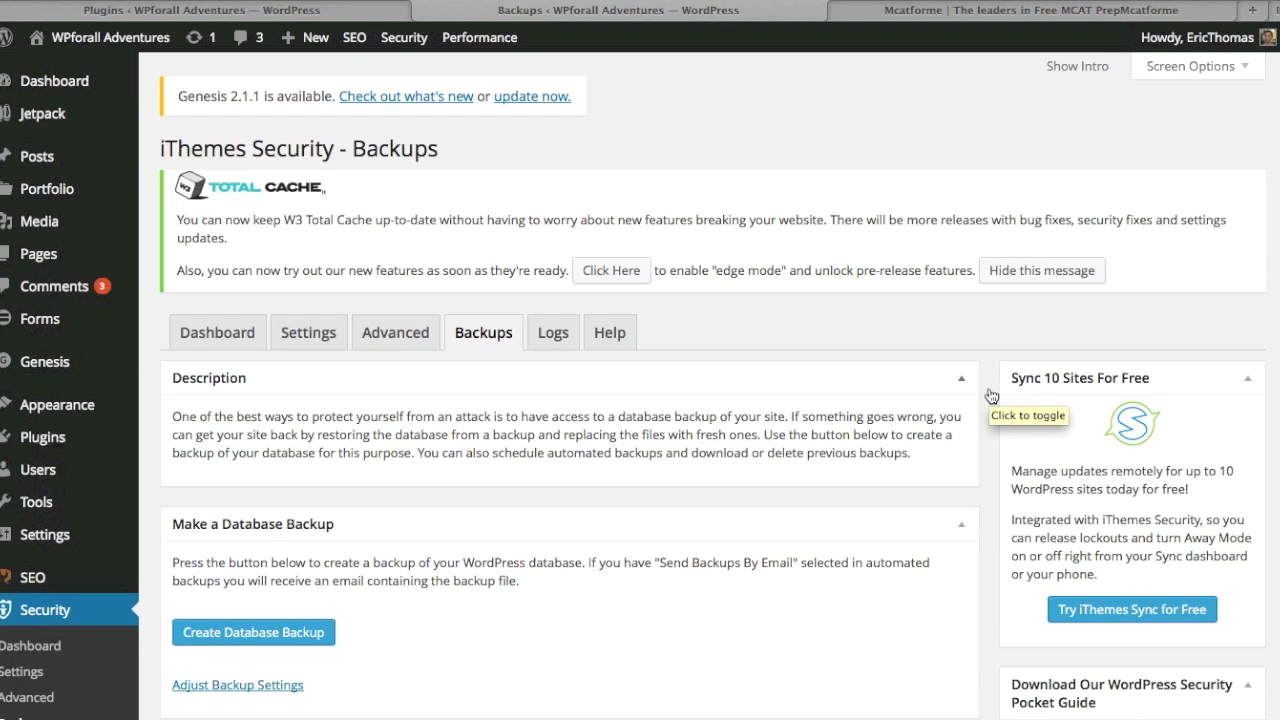 Plugins ‹ WPforall Adventures — WordPress
Backups ‹ WPforall Adventures — WordPress
Mcatforme | The leaders in Free MCAT PrepMcatforme
WPforall Adventures
1
3
New
SEO
Security
Performance
Howdy, EricThomas
Dashboard
Jetpack
Posts
Portfolio
Media
Pages
Comments 3
Forms
Genesis
Appearance
Plugins
Users
Tools
Settings
SEO
Security
Dashboard
Settings
Advanced
Show Intro
Screen Options
Genesis 2.1.1 is available. Check out what's new or update now.
iThemes Security - Backups
W3 TOTAL CACHE
You can now keep W3 Total Cache up-to-date without having to worry about new features breaking your website. There will be more releases with bug fixes, security fixes and settings
updates.
Also, you can now try out our new features as soon as they're ready. Click Here to enable "edge mode" and unlock pre-release features. Hide this message
Dashboard
Settings
Advanced
Backups
Logs
Help
Description
One of the best ways to protect yourself from an attack is to have access to a database backup of your site. If something goes wrong, you
can get your site back by restoring the database from a backup and replacing the files with fresh ones. Use the button below to create a
backup of your database for this purpose. You can also schedule automated backups and download or delete previous backups.
Make a Database Backup
Press the button below to create a backup of your WordPress database. If you have "Send Backups By Email" selected in automated
backups you will receive an email containing the backup file.
Create Database Backup
Adjust Backup Settings
Sync 10 Sites For Free
Click to toggle
Manage updates remotely for up to 10
WordPress sites today for free!
Integrated with iThemes Security, so you
can release lockouts and turn Away Mode
on or off right from your Sync dashboard
or your phone.
Try iThemes Sync for Free
Download Our WordPress Security
Pocket Guide